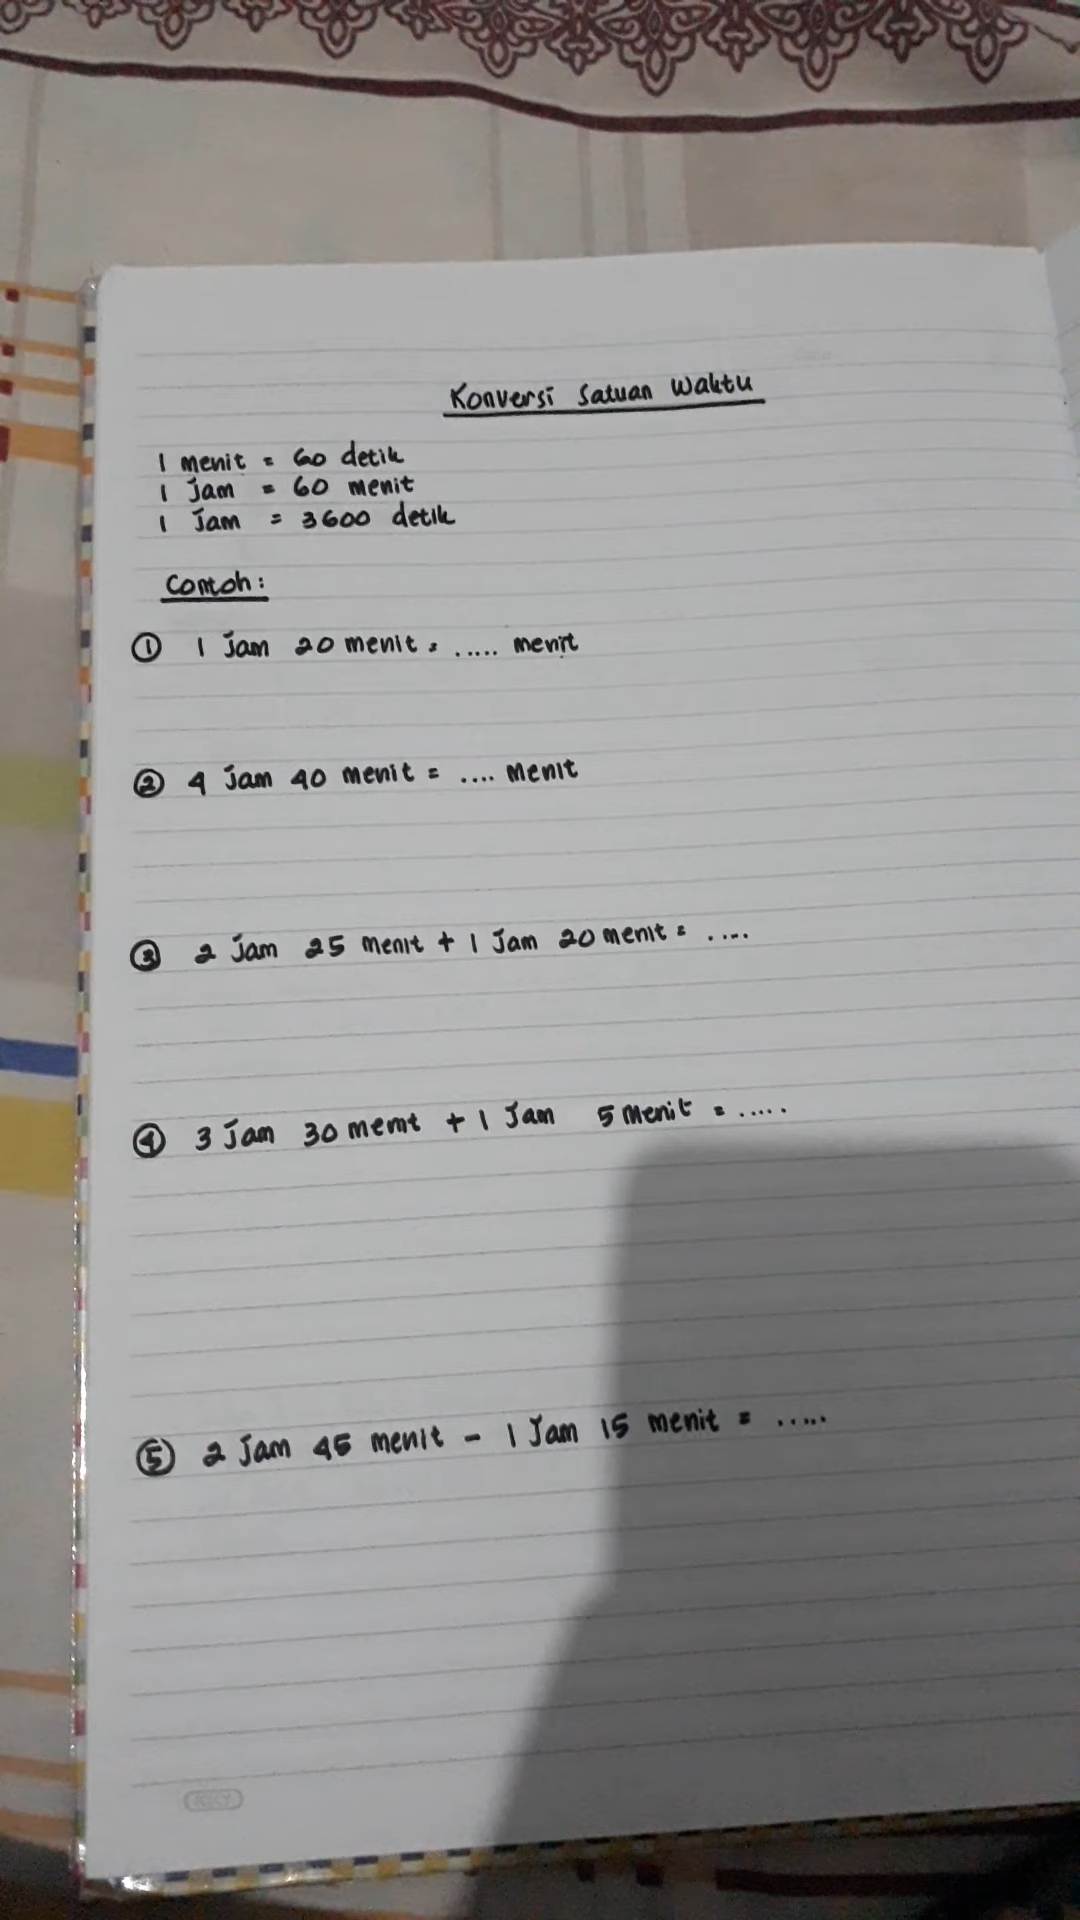 Konversi Satuan Waktu
1 menit = 60 detik
1 Jam = 60 menit
1 Jam = 3600 detik
Contoh:
① 1 Jam 20 menit = ..... menit
② 4 Jam 40 menit = .... menit
③ 2 Jam 25 menit + 1 Jam 20 menit = ....
④ 3 Jam 30 menit + 1 Jam 5 menit = .....
⑤ 2 Jam 45 menit - 1 Jam 15 menit = .....